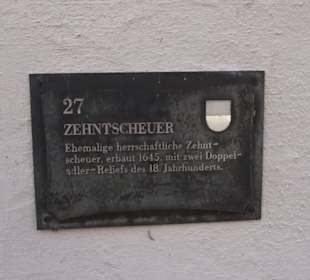 27
ZEHNTSCHEUER
Ehemalige herrschaftliche Zehnt-
scheuer, erbaut 1645, mit zwei Doppel-
adler-Reliefs des 18. Jahrhunderts.